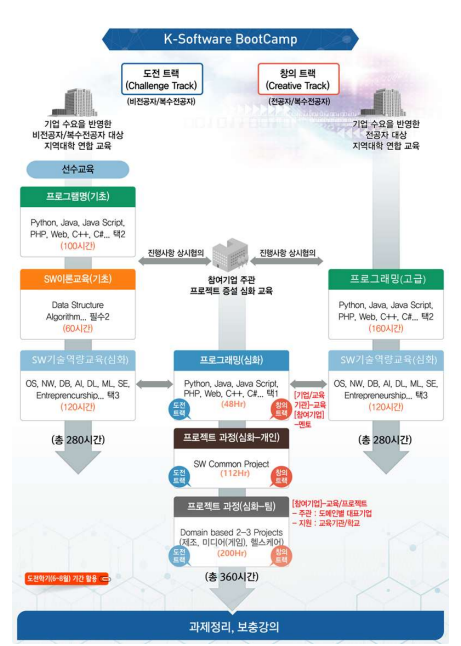 K-Software BootCamp
도전 트랙
(Challenge Track)
(비전공자/복수전공자)
창의 트랙
(Creative Track)
(전공자/복수전공자)
기업 수요을 반영한
비전공자/복수전공자 대상
지역대학 연합 교육
선수교육
프로그램명(기초)
Python, Java, Java Script,
PHP, Web, C++, C#... 택2
(100시간)
SW이론교육(기초)
Data Structure
Algorithm... 필수2
(60시간)
SW기술역량교육(심화)
OS, NW, DB, AI, DL, ML, SE,
Entreprencurship... 택3
(120시간)
(총 280시간)
진행사항 상시협의
진행사항 상시협의
참여기업 주관
프로젝트 증설 심화 교육
프로그래밍(심화)
Python, Java, Java Script,
PHP, Web, C++, C#... 택1
(48Hr)
도전
트랙
창의
트랙
[기업/교육
기관]-교육
[참여기업]
-멘토
프로젝트 과정(심화-개인)
SW Common Project
(112Hr)
도전
트랙
창의
트랙
프로젝트 과정(심화-팀)
Domain based 2~3 Projects
(제조, 미디어(게임), 헬스케어)
(200Hr)
도전
트랙
창의
트랙
[참여기업]-교육/프로젝트
- 주관 : 도메인별 대표기업
- 지원 : 교육기관/학교
(총 360시간)
기업 수요을 반영한
전공자 대상
지역대학 연합 교육
프로그래밍(고급)
Python, Java, Java Script,
PHP, Web, C++, C#... 택2
(160시간)
SW기술역량교육(심화)
OS, NW, DB, AI, DL, ML, SE,
Entrepreneurship... 택3
(120시간)
(총 280시간)
도전학기(6~8월) 기간 활용
과제정리, 보충강의